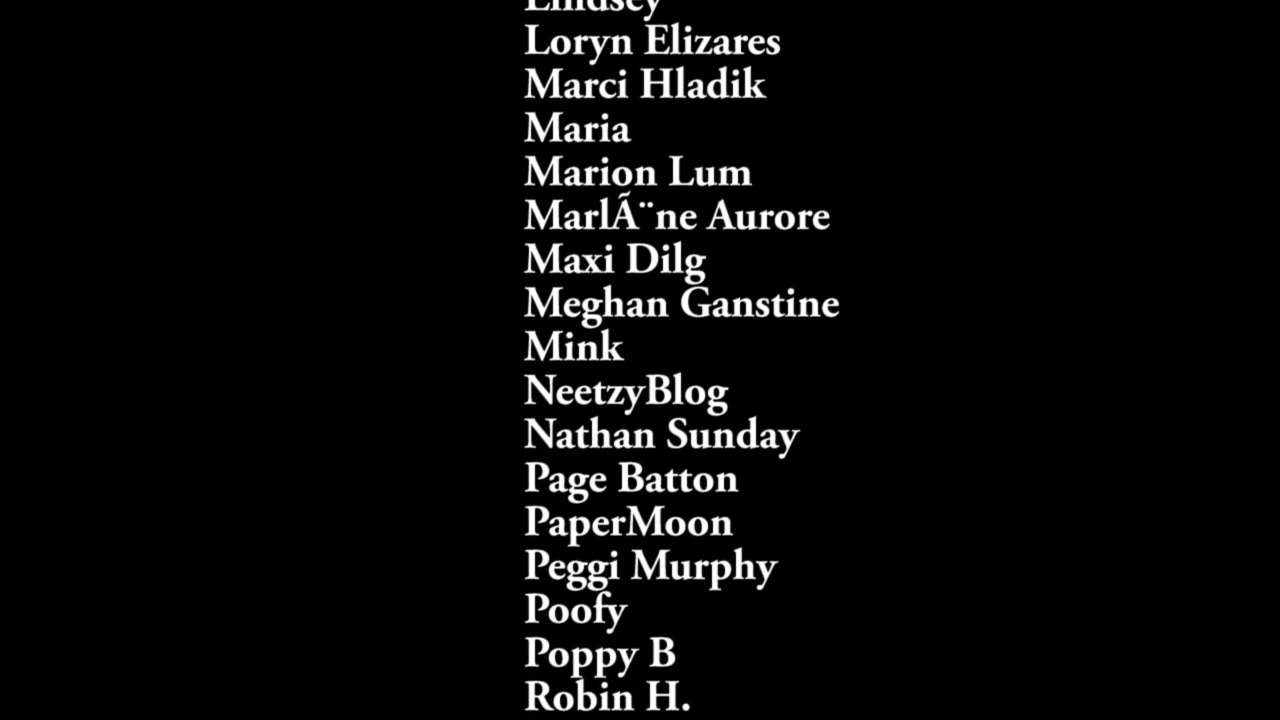 Lindsey
Loryn Elizares
Marci Hladik
Maria
Marion Lum
MarlÃ¨ne Aurore
Maxi Dilg
Meghan Ganstine
Mink
NeetzyBlog
Nathan Sunday
Page Batton
PaperMoon
Peggi Murphy
Poofy
Poppy B
Robin H.